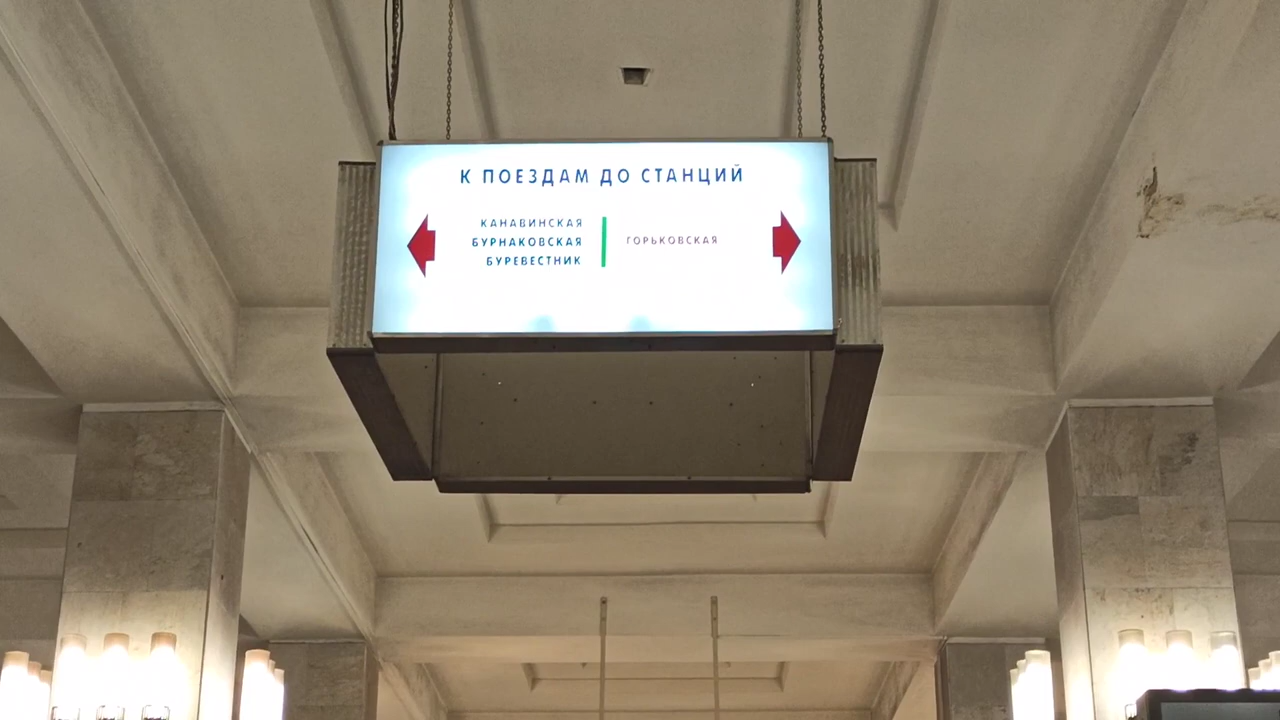 К ПОЕЗДАМ ДО СТАНЦИЙ
КАНАВИНСКАЯ
БУРНАКОВСКАЯ
БУРЕВЕСТНИК
ГОРЬКОВСКАЯ